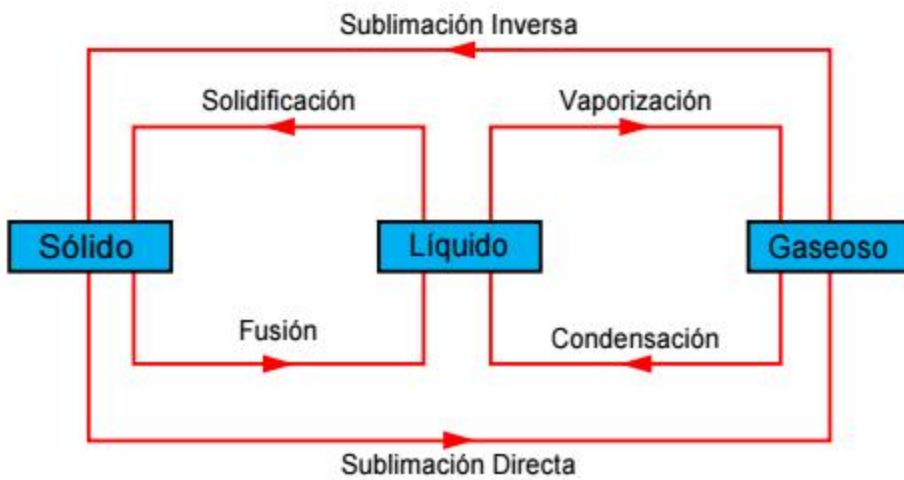 Sublimación Inversa
Solidificación
Vaporización
Sólido
Líquido
Gaseoso
Fusión
Condensación
Sublimación Directa